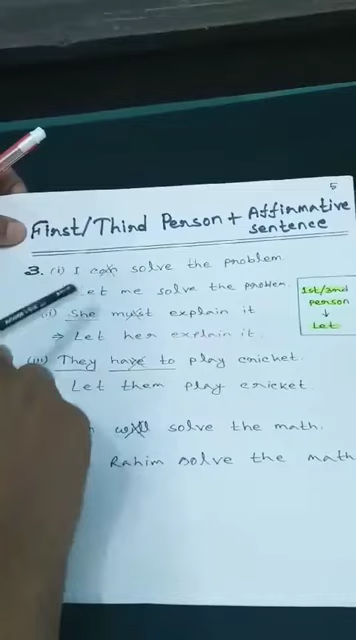 5
First/Third Person + Affirmative
sentence
3. (i) I can solve the problem.
Let me solve the problem.
She must explain it
⇒ Let her explain it.
(iii) They have to play cricket.
Let them play cricket.
will solve the math.
Rahim solve the math
1st/3rd
person
↓
Let